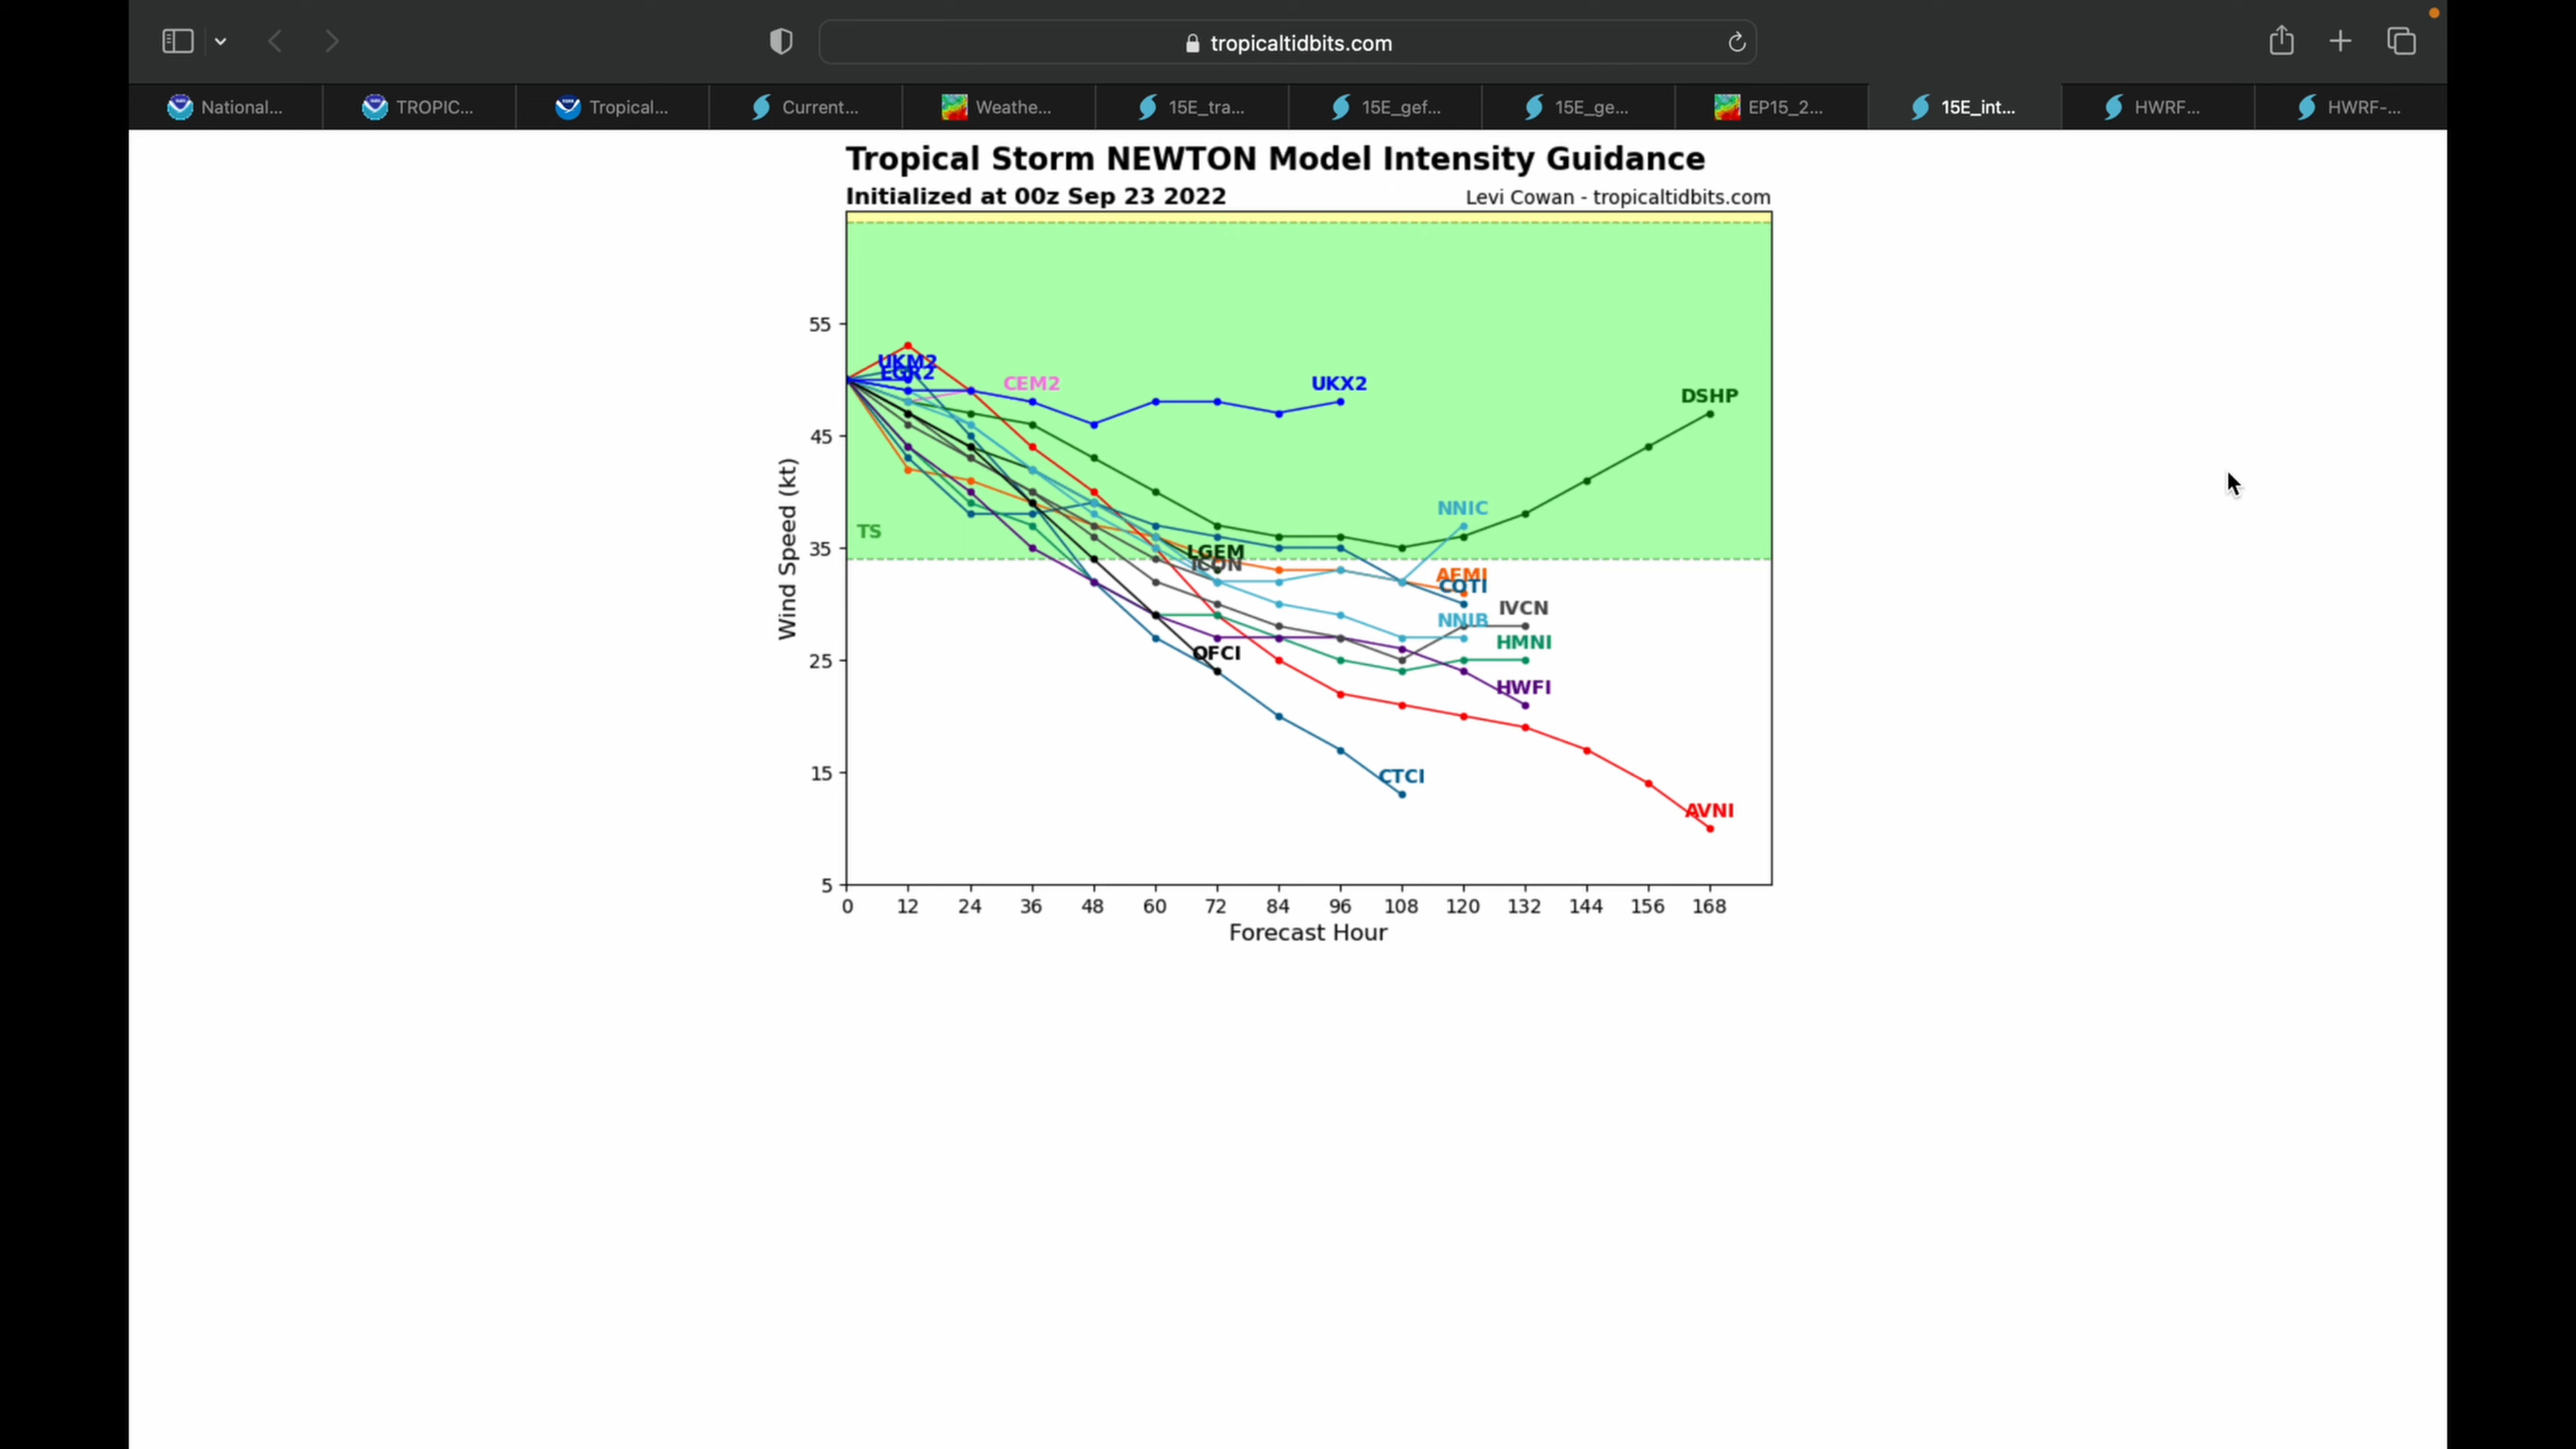 tropicaltidbits.com
National...
TROPIC...
Tropical...
Current...
Weathe...
15E_tra...
15E_gef...
15E_ge...
EP15_2...
15E_int...
HWRF...
HWRF-...
Tropical Storm NEWTON Model Intensity Guidance
Initialized at 00z Sep 23 2022
Levi Cowan - tropicaltidbits.com
55
45
35
25
15
5
Wind Speed (kt)
TS
UKM2
EGR2
CEM2
UKX2
DSHP
NNIC
LGEM
ICON
AEMI
COTI
IVCN
NNIB
HMNI
OFCI
HWFI
CTCI
AVNI
0 12 24 36 48 60 72 84 96 108 120 132 144 156 168
Forecast Hour